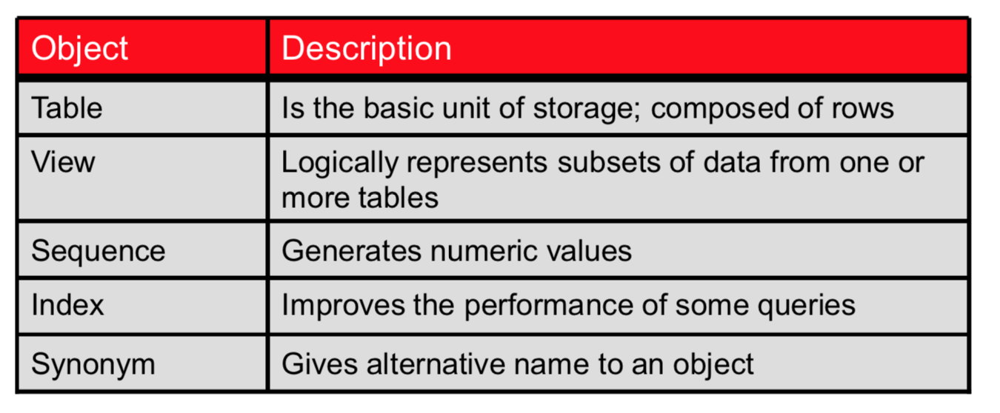 Object Description
Table Is the basic unit of storage; composed of rows
View Logically represents subsets of data from one or
more tables
Sequence Generates numeric values
Index Improves the performance of some queries
Synonym Gives alternative name to an object